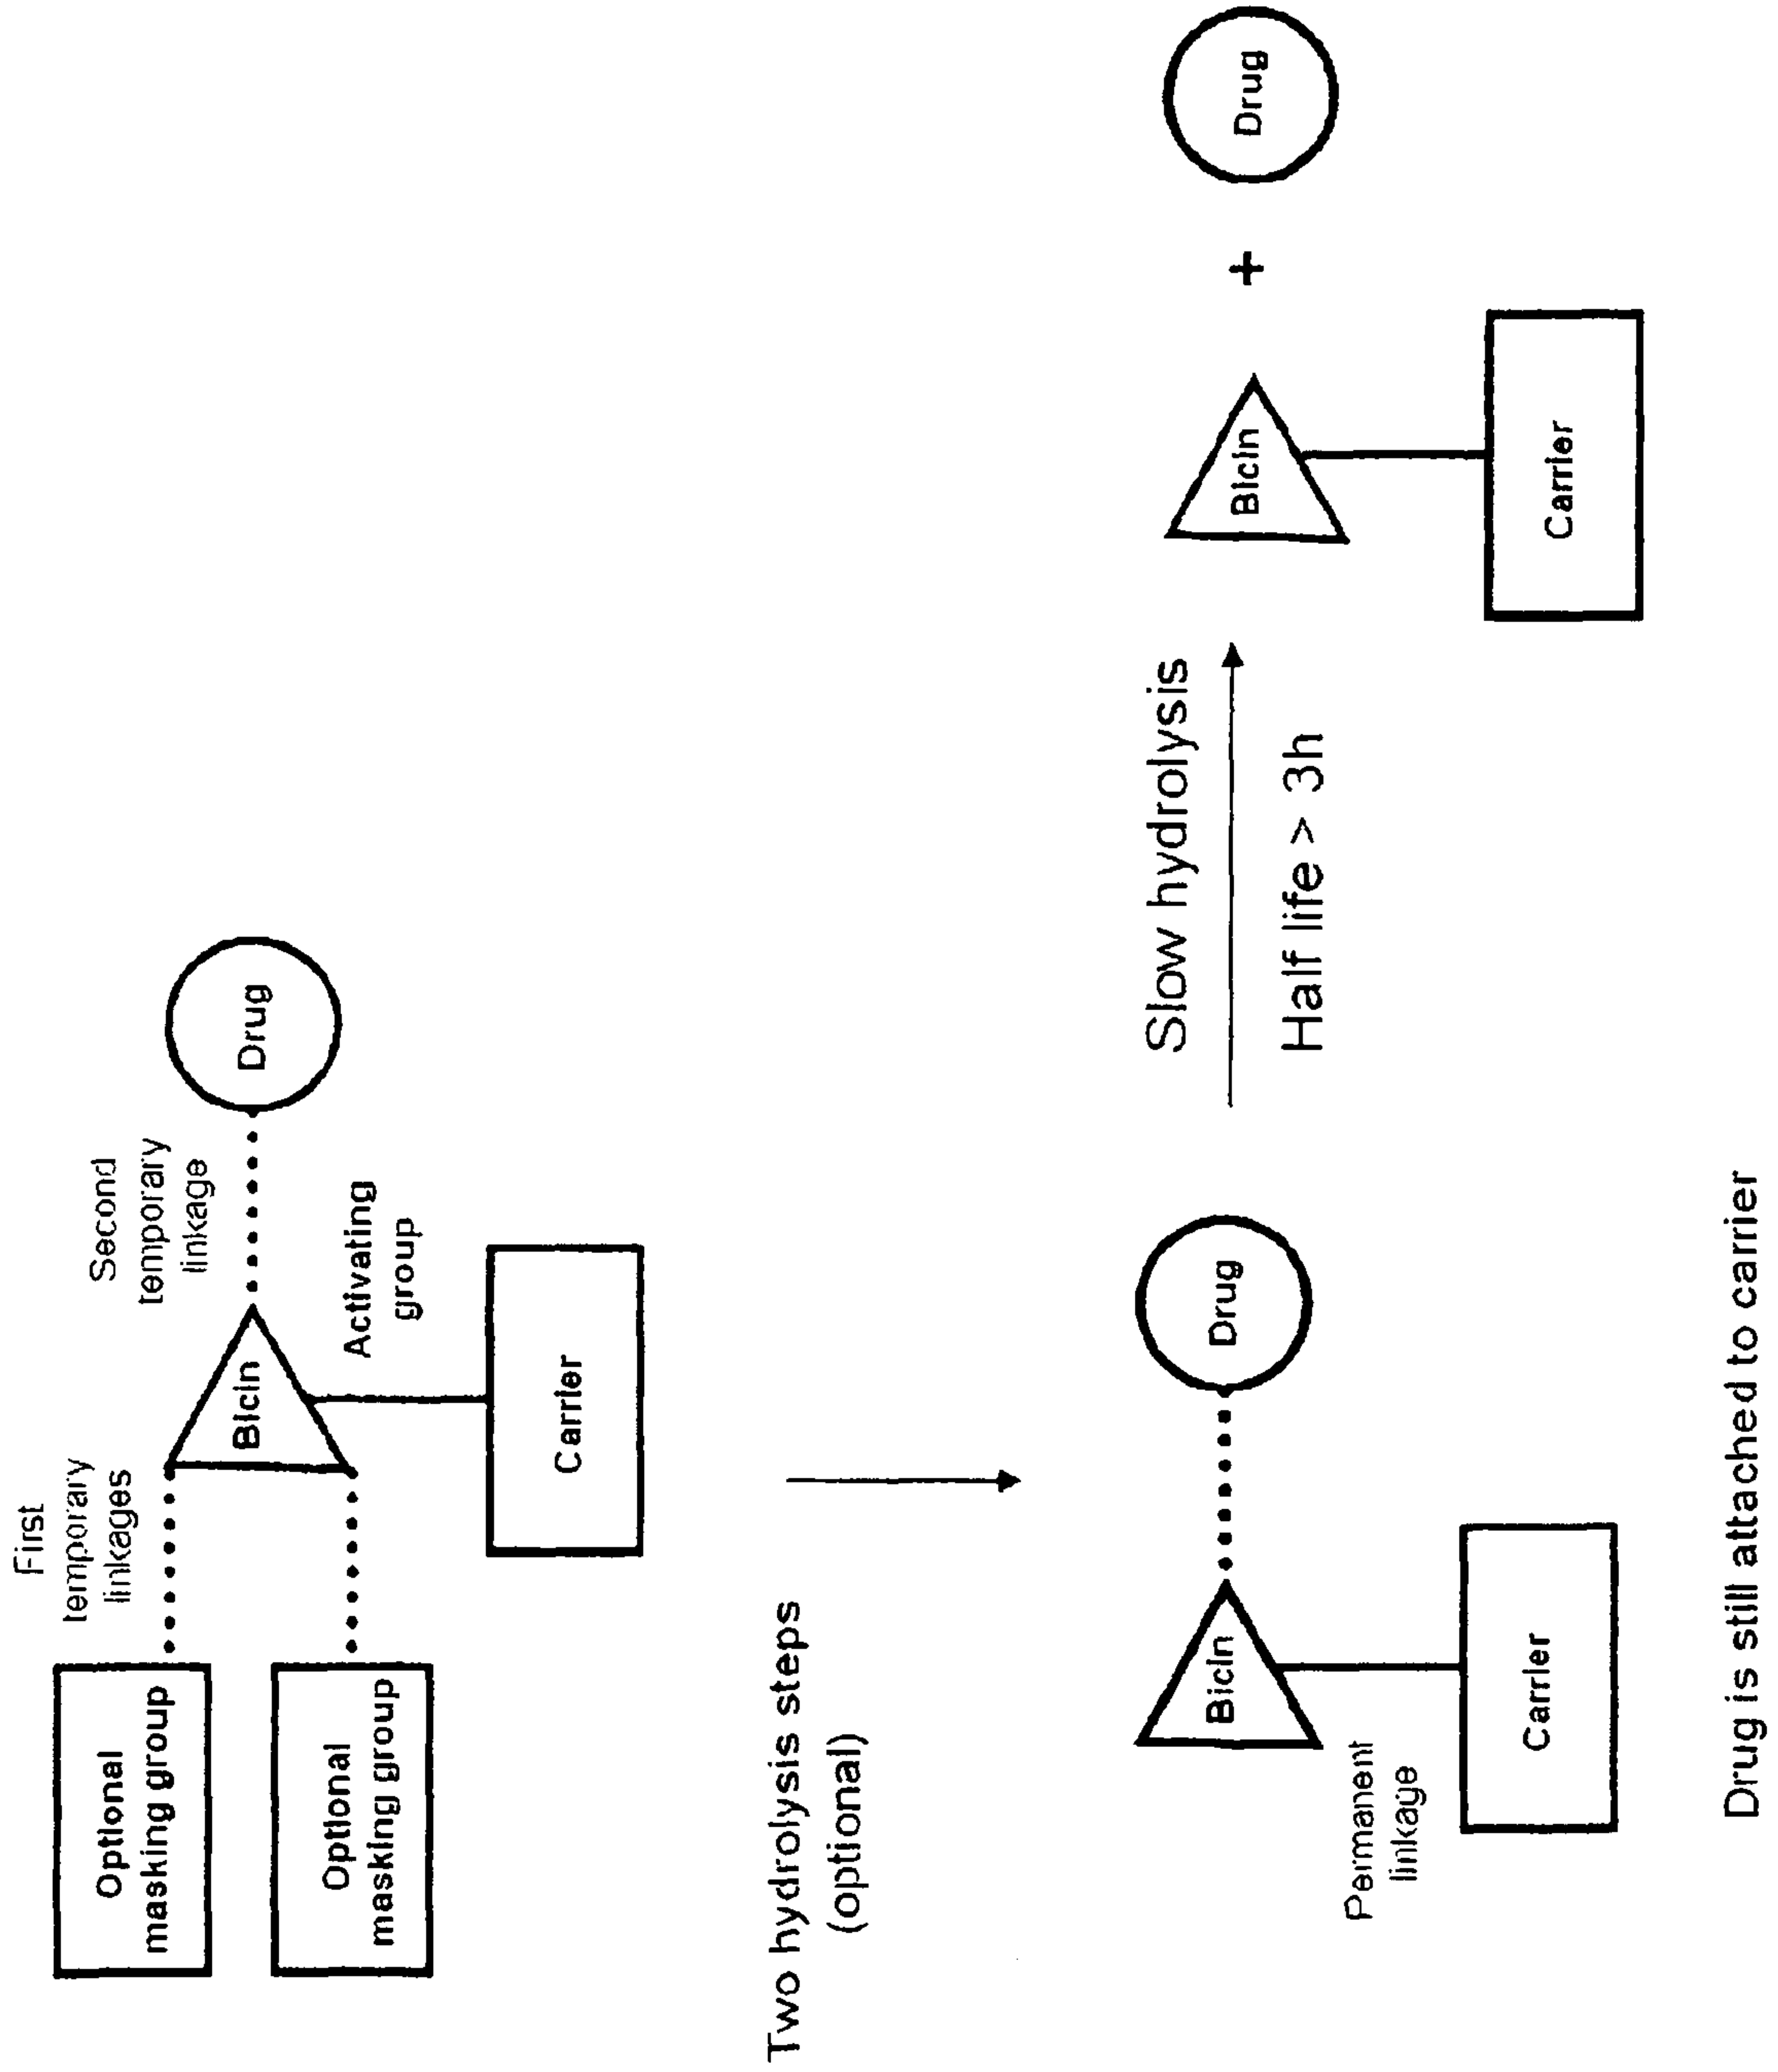 Optional
masking group
First
temporary
linkages
Second
temporary
linkage
Bicin
Drug
Optional
masking group
Activating
group
Carrier
Two hydrolysis steps
(optional)
Bicin
Drug
Permanent
linkage
Carrier
Slow hydrolysis
Half life > 3h
Bicin
+
Drug
Carrier
Drug is still attached to carrier